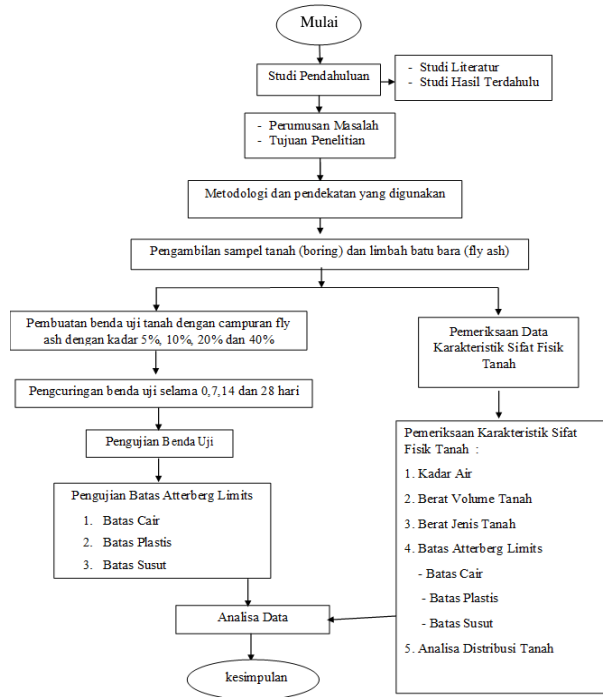 Mulai
Studi Pendahuluan
- Studi Literatur
- Studi Hasil Terdahulu
- Perumusan Masalah
- Tujuan Penelitian
Metodologi dan pendekatan yang digunakan
Pengambilan sampel tanah (boring) dan limbah batu bara (fly ash)
Pembuatan benda uji tanah dengan campuran fly
ash dengan kadar 5%, 10%, 20% dan 40%
Pengcuringan benda uji selama 0,7,14 dan 28 hari
Pengujian Benda Uji
Pengujian Batas Atterberg Limits
1. Batas Cair
2. Batas Plastis
3. Batas Susut
Pemeriksaan Data
Karakteristik Sifat Fisik
Tanah
Pemeriksaan Karakteristik Sifat
Fisik Tanah :
1. Kadar Air
2. Berat Volume Tanah
3. Berat Jenis Tanah
4. Batas Atterberg Limits
- Batas Cair
- Batas Plastis
- Batas Susut
5. Analisa Distribusi Tanah
Analisa Data
kesimpulan